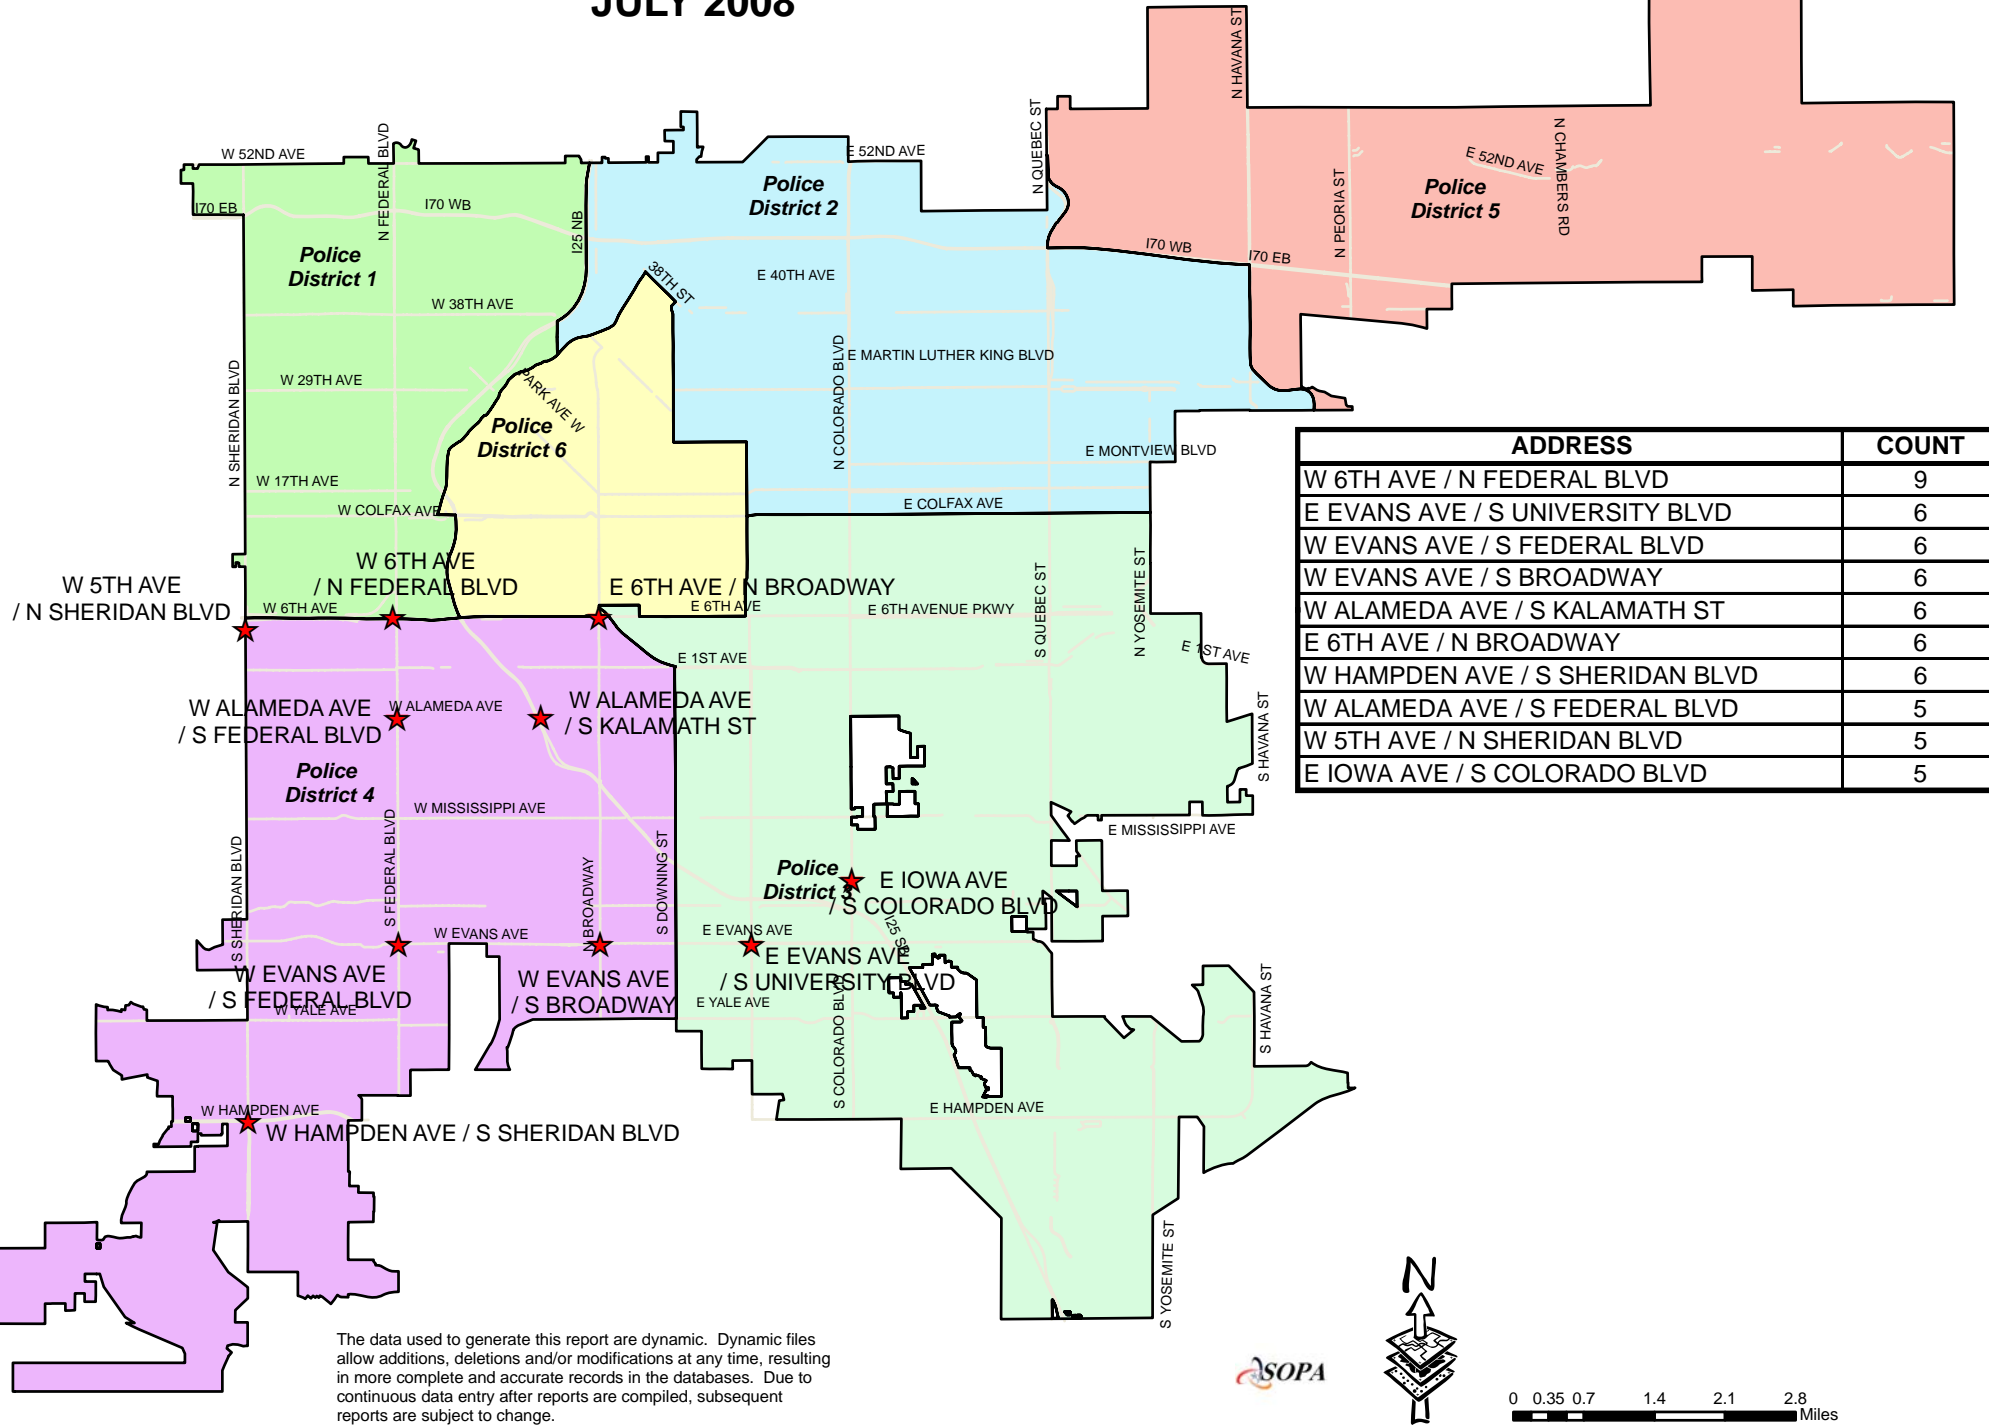 JULY 2008
N HAVANA ST
N QUEBEC ST
N FEDERAL BLVD
W 52ND AVE
E 52ND AVE
E 52ND AVE
N CHAMBERS RD
N PEORIA ST
Police
District 2
Police
District 5
I70 EB
I70 WB
I25 NB
Police
District 1
I70 WB
I70 EB
38TH ST
E 40TH AVE
W 38TH AVE
N COLORADO BLVD
E MARTIN LUTHER KING BLVD
N SHERIDAN BLVD
W 29TH AVE
PARK AVE W
Police
District 6
E MONTVIEW BLVD
W 17TH AVE
W COLFAX AVE
E COLFAX AVE
ADDRESS COUNT
W 6TH AVE / N FEDERAL BLVD 9
E EVANS AVE / S UNIVERSITY BLVD 6
W EVANS AVE / S FEDERAL BLVD 6
W EVANS AVE / S BROADWAY 6
W ALAMEDA AVE / S KALAMATH ST 6
E 6TH AVE / N BROADWAY 6
W HAMPDEN AVE / S SHERIDAN BLVD 6
W ALAMEDA AVE / S FEDERAL BLVD 5
W 5TH AVE / N SHERIDAN BLVD 5
E IOWA AVE / S COLORADO BLVD 5
W 6TH AVE
/ N FEDERAL BLVD
W 5TH AVE
/ N SHERIDAN BLVD
E 6TH AVE / N BROADWAY
W 6TH AVE
E 6TH AVE
E 6TH AVENUE PKWY
S QUEBEC ST
N YOSEMITE ST
E 1ST AVE
E 1ST AVE
W ALAMEDA AVE
/ S FEDERAL BLVD
W ALAMEDA AVE
W ALAMEDA AVE
/ S KALAMATH ST
S HAVANA ST
Police
District 4
W MISSISSIPPI AVE
E MISSISSIPPI AVE
S SHERIDAN BLVD
S FEDERAL BLVD
N BROADWAY
S DOWNING ST
Police
District 3
E IOWA AVE
/ S COLORADO BLVD
I25 SB
W EVANS AVE
E EVANS AVE
W EVANS AVE
/ S FEDERAL BLVD
W EVANS AVE
/ S BROADWAY
E EVANS AVE
/ S UNIVERSITY BLVD
W YALE AVE
E YALE AVE
S COLORADO BLVD
S HAVANA ST
W HAMPDEN AVE
W HAMPDEN AVE / S SHERIDAN BLVD
E HAMPDEN AVE
S YOSEMITE ST
The data used to generate this report are dynamic. Dynamic files
allow additions, deletions and/or modifications at any time, resulting
in more complete and accurate records in the databases. Due to
continuous data entry after reports are compiled, subsequent
reports are subject to change.
SOPA
N
0 0.35 0.7 1.4 2.1 2.8
Miles